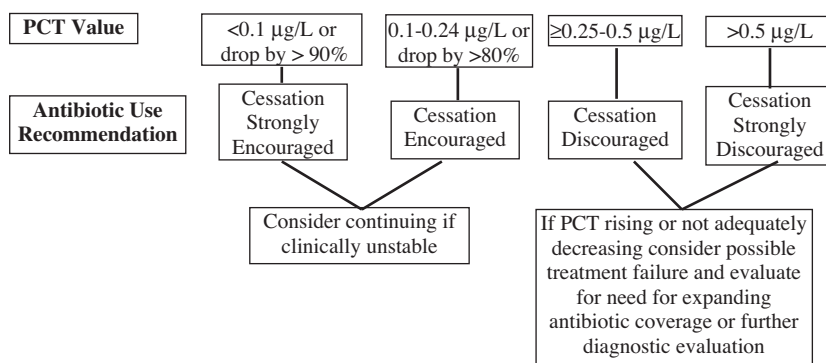 PCT Value
<0.1 µg/L or
drop by > 90%
0.1-0.24 µg/L or
drop by >80%
≥0.25-0.5 µg/L
>0.5 µg/L
Antibiotic Use
Recommendation
Cessation
Strongly
Encouraged
Cessation
Encouraged
Cessation
Discouraged
Cessation
Strongly
Discouraged
Consider continuing if
clinically unstable
If PCT rising or not adequately
decreasing consider possible
treatment failure and evaluate
for need for expanding
antibiotic coverage or further
diagnostic evaluation